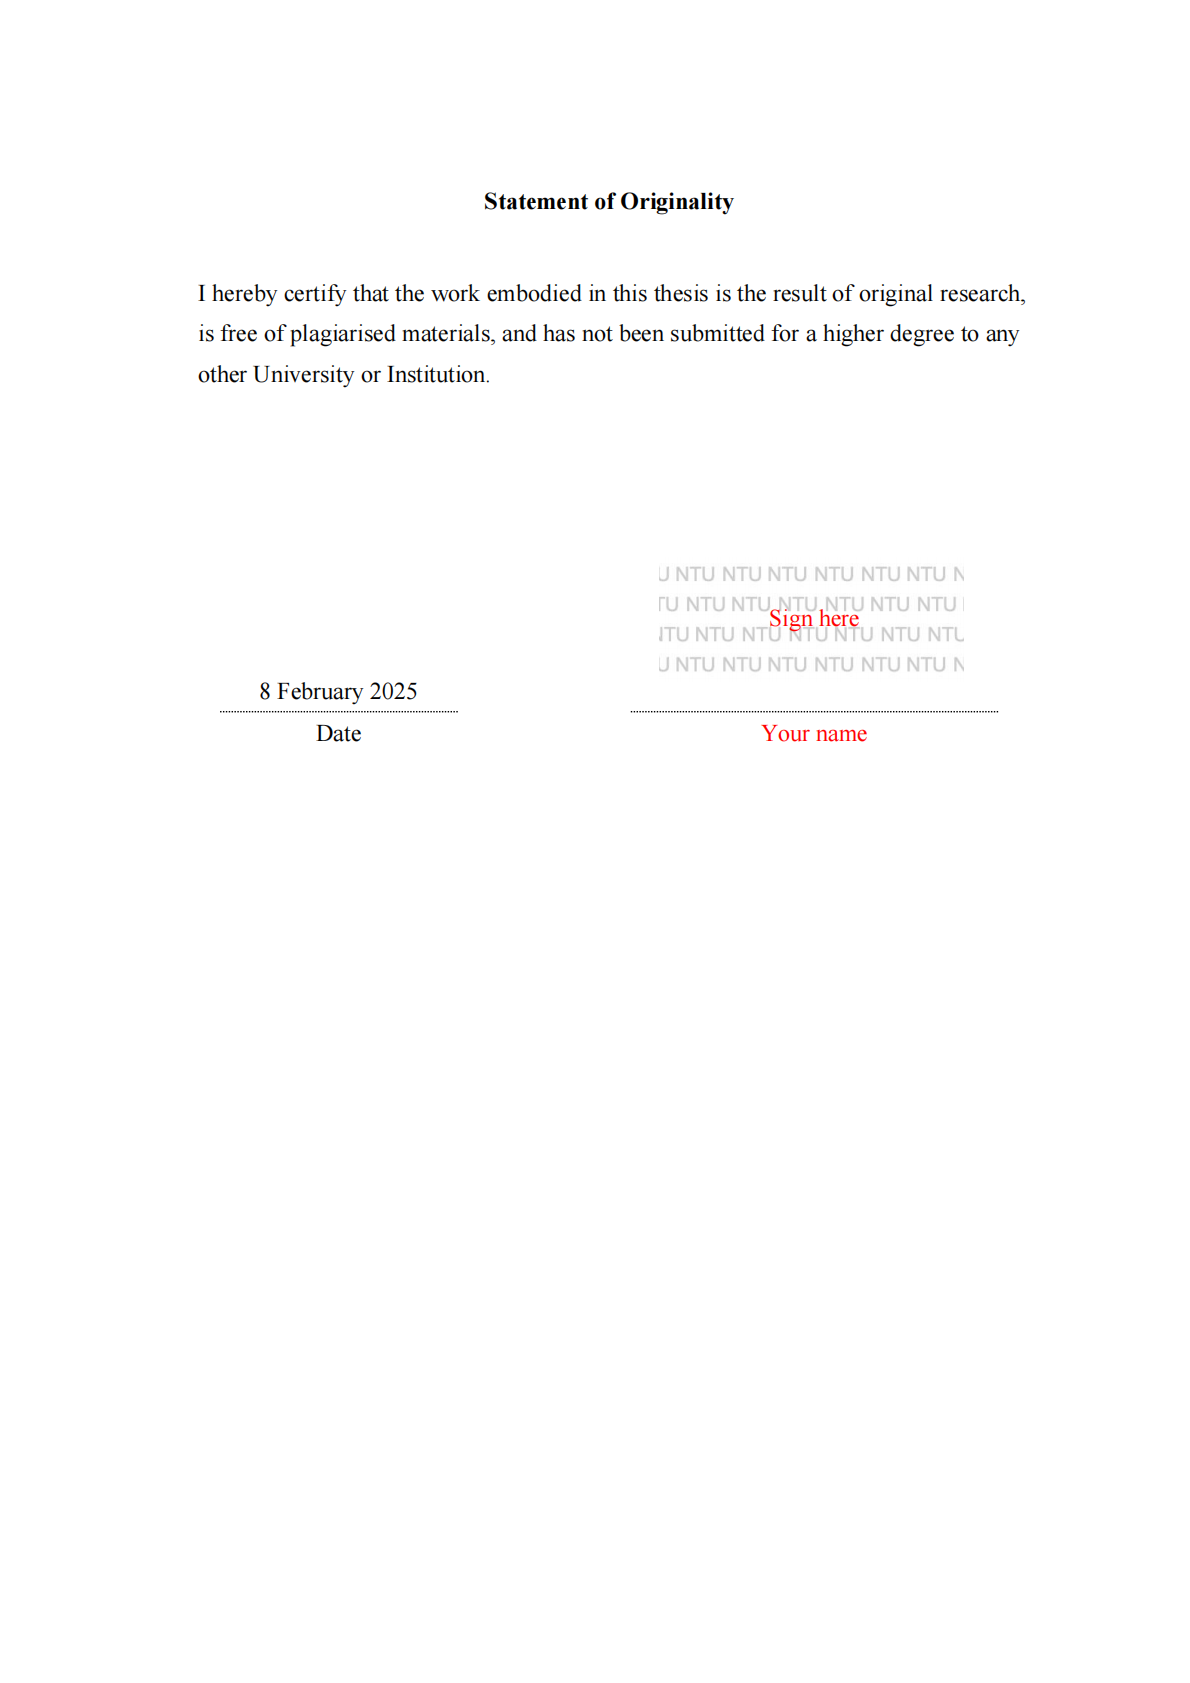 Statement of Originality
I hereby certify that the work embodied in this thesis is the result of original research,
is free of plagiarised materials, and has not been submitted for a higher degree to any
other University or Institution.
U NTU NTU NTU NTU NTU NTU N
TU NTU NTU NTU NTU NTU NTU
Sign here
NTU NTU NTU NTU NTU NTU NTU
U NTU NTU NTU NTU NTU NTU N
8 February 2025
Date
Your name